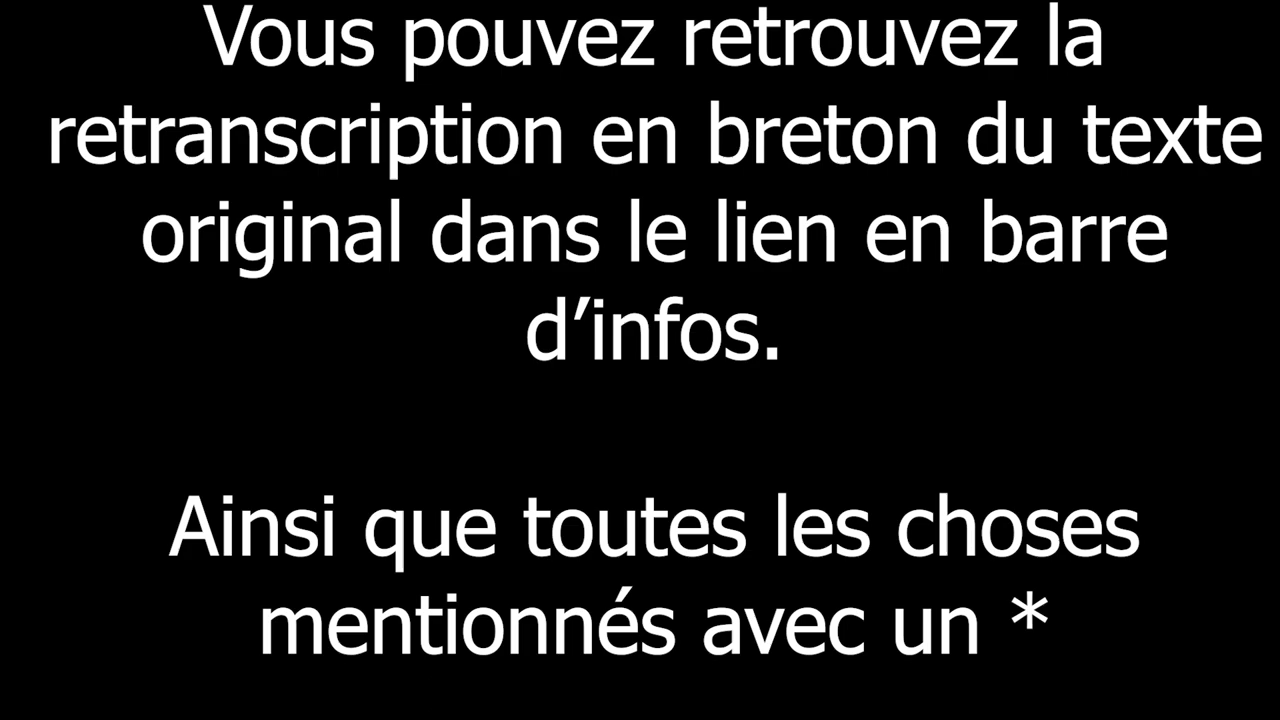 Vous pouvez retrouvez la
retranscription en breton du texte
original dans le lien en barre
d’infos.
Ainsi que toutes les choses
mentionnés avec un *